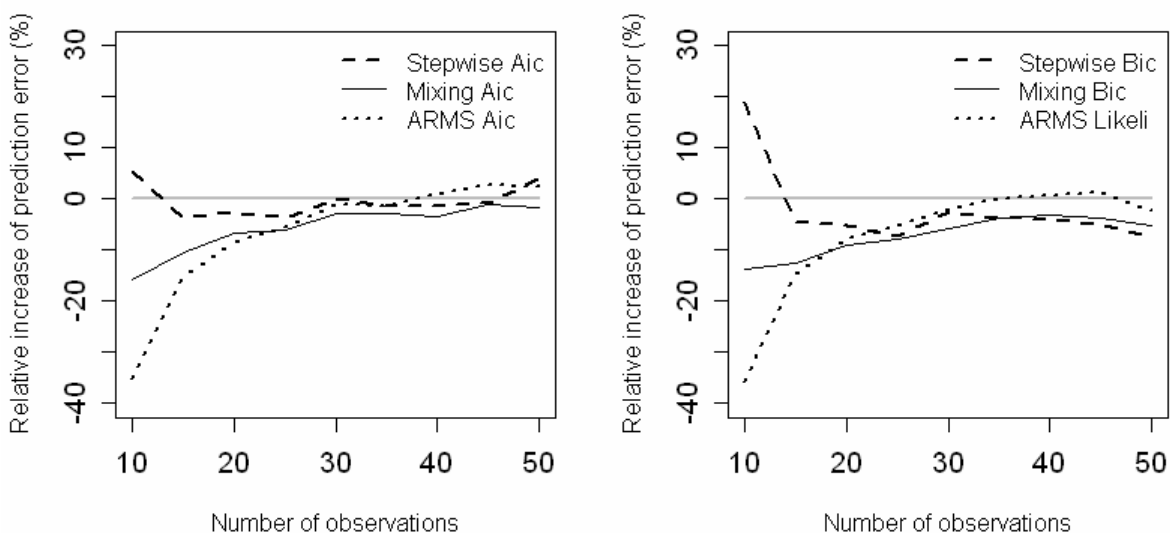 Relative increase of prediction error (%)
30
10
0
-20
-40
Stepwise Aic
Mixing Aic
ARMS Aic
10 20 30 40 50
Number of observations
Relative increase of prediction error (%)
30
10
0
-20
-40
Stepwise Bic
Mixing Bic
ARMS Likeli
10 20 30 40 50
Number of observations